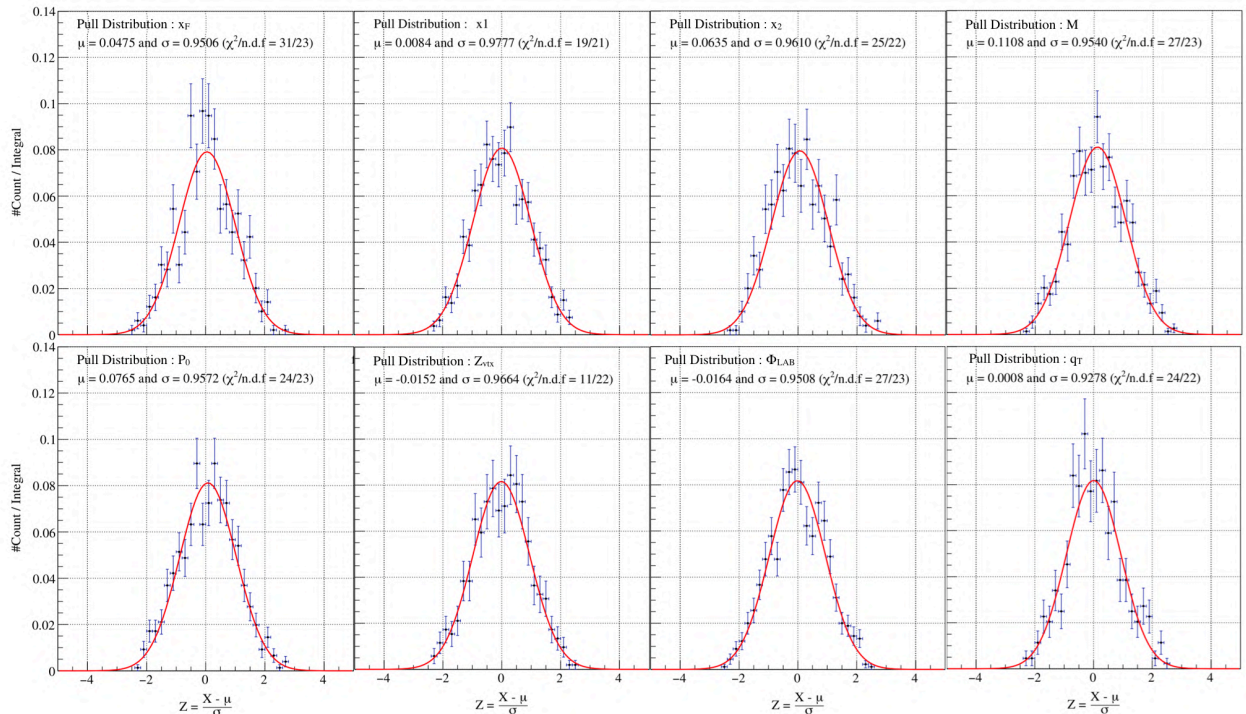 0.14
0.12
0.1
0.08
0.06
0.04
0.02
0
#Count / Integral
Pull Distribution : x_F
μ = 0.0475 and σ = 0.9506 (χ²/n.d.f = 31/23)
Pull Distribution : x1
μ = 0.0084 and σ = 0.9777 (χ²/n.d.f = 19/21)
Pull Distribution : x₂
μ = 0.0635 and σ = 0.9610 (χ²/n.d.f = 25/22)
Pull Distribution : M
μ = 0.1108 and σ = 0.9540 (χ²/n.d.f = 27/23)
0.14
0.12
0.1
0.08
0.06
0.04
0.02
0
#Count / Integral
Pull Distribution : P₀
μ = 0.0765 and σ = 0.9572 (χ²/n.d.f = 24/23)
Pull Distribution : Z_vtx
μ = -0.0152 and σ = 0.9664 (χ²/n.d.f = 11/22)
Pull Distribution : Φ_LAB
μ = -0.0164 and σ = 0.9508 (χ²/n.d.f = 27/23)
Pull Distribution : q_T
μ = 0.0008 and σ = 0.9278 (χ²/n.d.f = 24/22)
−4 −2 0 2 4
−4 −2 0 2 4
−4 −2 0 2 4
−4 −2 0 2 4
Z = X - μ / σ
Z = X - μ / σ
Z = X - μ / σ
Z = X - μ / σ